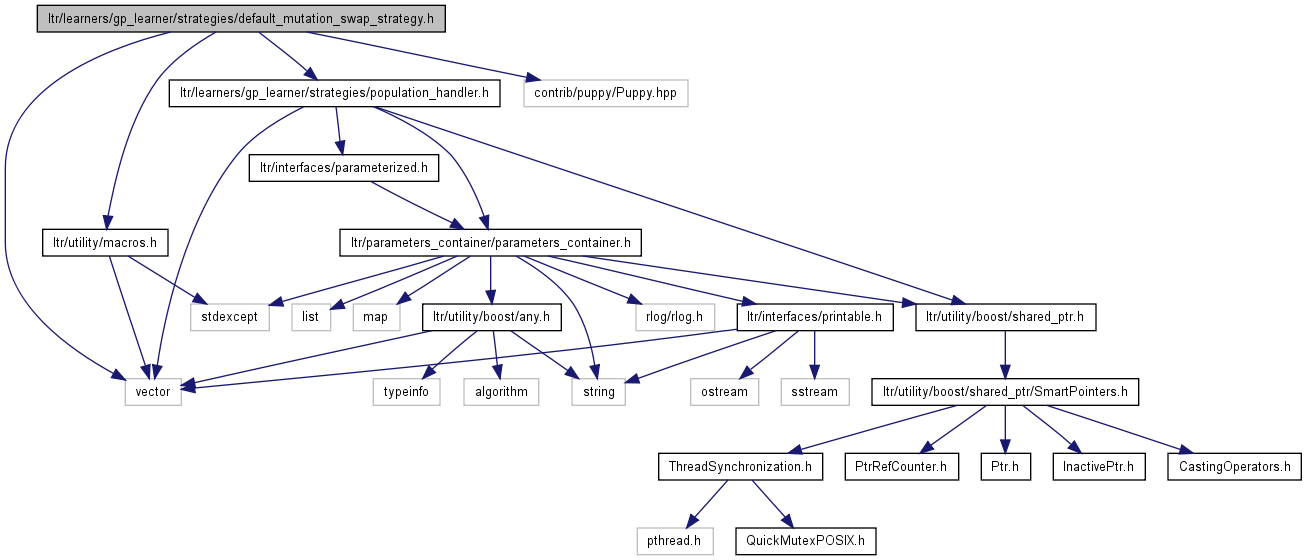 ltr/learners/gp_learner/strategies/default_mutation_swap_strategy.h
ltr/learners/gp_learner/strategies/population_handler.h
contrib/puppy/Puppy.hpp
ltr/interfaces/parameterized.h
ltr/utility/macros.h
ltr/parameters_container/parameters_container.h
stdexcept
list
map
ltr/utility/boost/any.h
rlog/rlog.h
ltr/interfaces/printable.h
ltr/utility/boost/shared_ptr.h
vector
typeinfo
algorithm
string
ostream
sstream
ltr/utility/boost/shared_ptr/SmartPointers.h
ThreadSynchronization.h
PtrRefCounter.h
Ptr.h
InactivePtr.h
CastingOperators.h
pthread.h
QuickMutexPOSIX.h